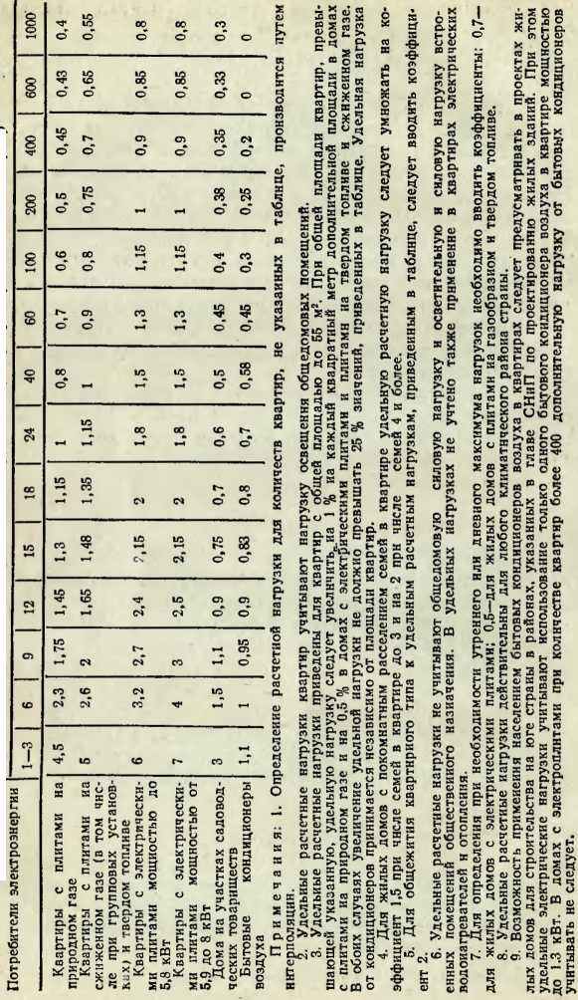 Потребители электроэнергии | 1—3 | 6 | 9 | 12 | 15 | 18 | 24 | 40 | 60 | 100 | 200 | 400 | 600 | 1000
Квартиры с плитами на
природном газе | 4,5 | 2,3 | 1,75 | 1,45 | 1,3 | 1,15 | 1 | 0,8 | 0,7 | 0,6 | 0,5 | 0,45 | 0,43 | 0,4
Квартиры с плитами на | 5 | 2,6 | 2 | 1,65 | 1,48 | 1,35 | 1,15 | 1 | 0,9 | 0,8 | 0,75 | 0,7 | 0,65 | 0,55
сжиженном газе (в том чис-
ле при групповых установ-
ках) и твердом топливе
Квартиры с электрически- | 6 | 3,2 | 2,7 | 2,4 | 2,15 | 2 | 1,8 | 1,5 | 1,3 | 1,15 | 1 | 0,9 | 0,85 | 0,8
ми плитами мощностью до
5,8 кВт
Квартиры с электрически- | 7 | 4 | 3 | 2,5 | 2,15 | 2 | 1,8 | 1,5 | 1,3 | 1,15 | 1 | 0,9 | 0,85 | 0,8
ми плитами мощностью от
5,9 до 8 кВт
Дома на участках садовод- | 3 | 1,5 | 1,1 | 0,9 | 0,75 | 0,7 | 0,6 | 0,5 | 0,45 | 0,4 | 0,38 | 0,35 | 0,33 | 0,3
ческих товариществ
Бытовые кондиционеры | 1,1 | 1 | 0,95 | 0,9 | 0,83 | 0,8 | 0,7 | 0,58 | 0,45 | 0,3 | 0,25 | 0,2 | 0 | 0
воздуха
Примечания: 1. Определение расчетной нагрузки для количеств квартир, не указанных в таблице, производится путем
интерполяции.
2. Удельные расчетные нагрузки квартир учитывают нагрузку освещения общедомовых помещений.
3. Удельные расчетные нагрузки приведены для квартир с общей площадью до 55 м². При общей площади квартир, превы-
шающей указанную, удельную нагрузку следует увеличить на 1 % на каждый квадратный метр дополнительной площади в домах
с плитами на природном газе и на 0,5 % в домах с электрическими плитами и плитами на твердом топливе и сжиженном газе.
В обоих случаях увеличение удельной нагрузки не должно превышать 25 % значений, приведенных в таблице. Удельная нагрузка
от кондиционеров принимается независимо от площади квартир.
4. Для жилых домов с покомнатным расселением семей в квартире удельную расчетную нагрузку следует умножать на ко-
эффициент 1,5 при числе семей в квартире до 3 и на 2 при числе семей 4 и более.
5. Для общежития квартирного типа к удельным расчетным нагрузкам, приведенным в таблице, следует вводить коэффици-
ент 2.
6. Удельные расчетные нагрузки не учитывают общедомовую силовую нагрузку и осветительную и силовую нагрузку встро-
енных помещений общественного назначения. В удельных нагрузках не учтено также применение в квартирах электрических
водонагревателей и отопления.
7. Для определения при необходимости утреннего или дневного максимума нагрузок необходимо вводить коэффициенты: 0,7—
для жилых домов с электрическими плитами; 0,5—для жилых домов с плитами на газообразном и твердом топливе.
8. Удельные расчетные нагрузки действительны для любого климатического района страны.
9. Возможность применения населением бытовых кондиционеров воздуха в квартирах следует предусматривать в проектах жи-
лых домов для строительства на юге страны в районах, указанных в главе СНиП по проектированию жилых зданий. При этом
удельные электрические нагрузки учитывают использование только одного бытового кондиционера воздуха в квартире мощностью
до 1,3 кВт. В домах с электроплитами при количестве квартир более 400 дополнительную нагрузку от бытовых кондиционеров
учитывать не следует.